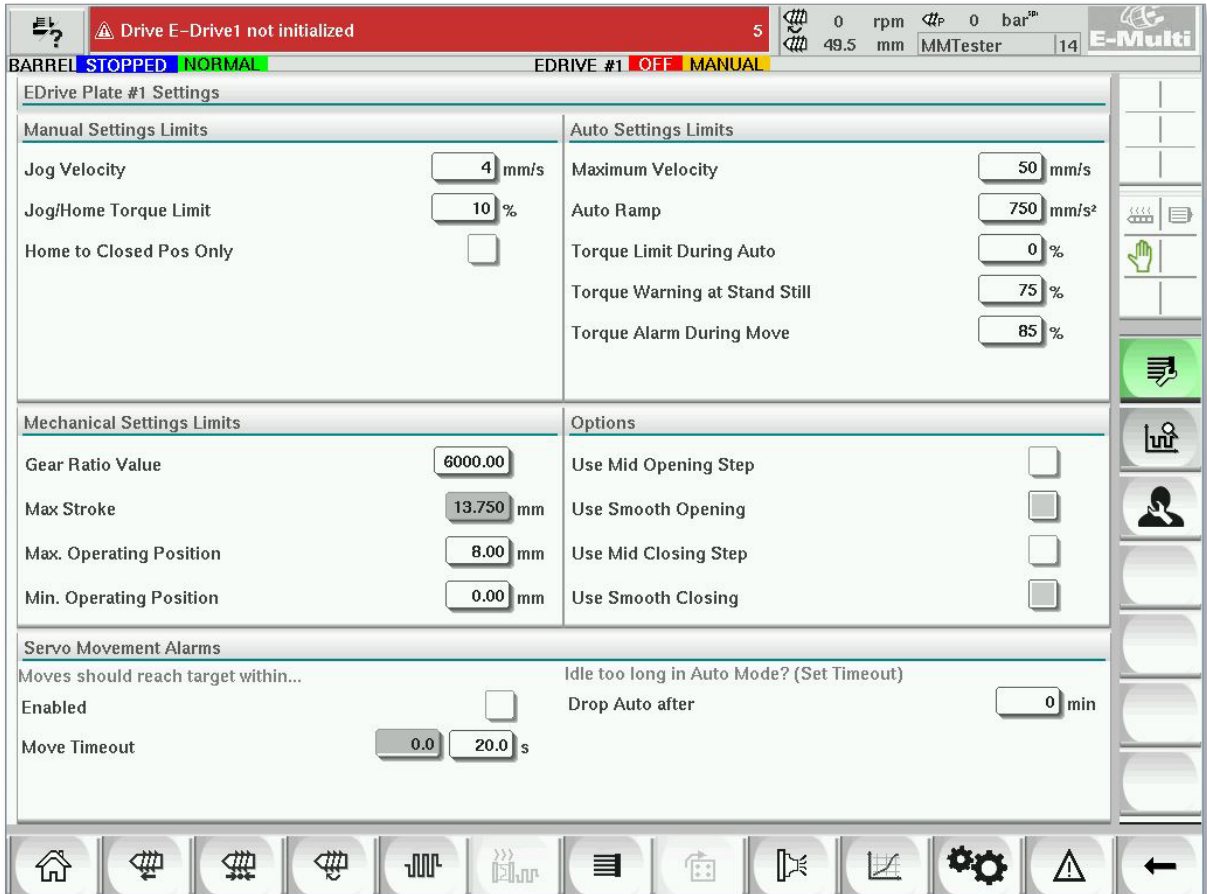 Drive E-Drive1 not initialized 5
0 rpm 0 bar spe
49.5 mm MMTester 14
E-Multi
BARREL STOPPED NORMAL EDRIVE #1 OFF MANUAL
EDrive Plate #1 Settings
Manual Settings Limits
Jog Velocity 4 mm/s
Jog/Home Torque Limit 10 %
Home to Closed Pos Only
Auto Settings Limits
Maximum Velocity 50 mm/s
Auto Ramp 750 mm/s²
Torque Limit During Auto 0 %
Torque Warning at Stand Still 75 %
Torque Alarm During Move 85 %
Mechanical Settings Limits
Gear Ratio Value 6000.00
Max Stroke 13.750 mm
Max. Operating Position 8.00 mm
Min. Operating Position 0.00 mm
Options
Use Mid Opening Step
Use Smooth Opening
Use Mid Closing Step
Use Smooth Closing
Servo Movement Alarms
Moves should reach target within...
Enabled
Move Timeout 0.0 20.0 s
Idle too long in Auto Mode? (Set Timeout)
Drop Auto after 0 min